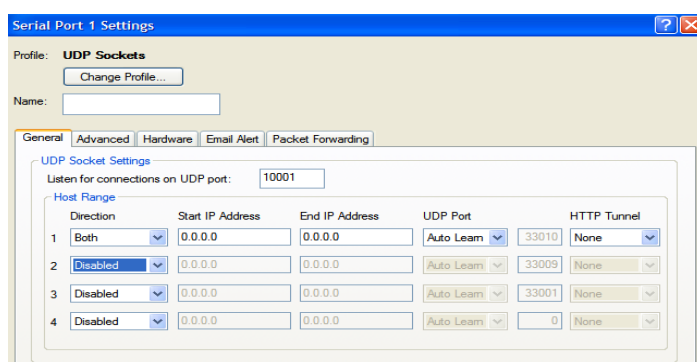 Serial Port 1 Settings
Profile: UDP Sockets
Change Profile...
Name:
General Advanced Hardware Email Alert Packet Forwarding
UDP Socket Settings
Listen for connections on UDP port: 10001
Host Range
Direction Start IP Address End IP Address UDP Port HTTP Tunnel
1 Both 0.0.0.0 0.0.0.0 Auto Learn 33010 None
2 Disabled 0.0.0.0 0.0.0.0 Auto Learn 33009 None
3 Disabled 0.0.0.0 0.0.0.0 Auto Learn 33001 None
4 Disabled 0.0.0.0 0.0.0.0 Auto Learn 0 None